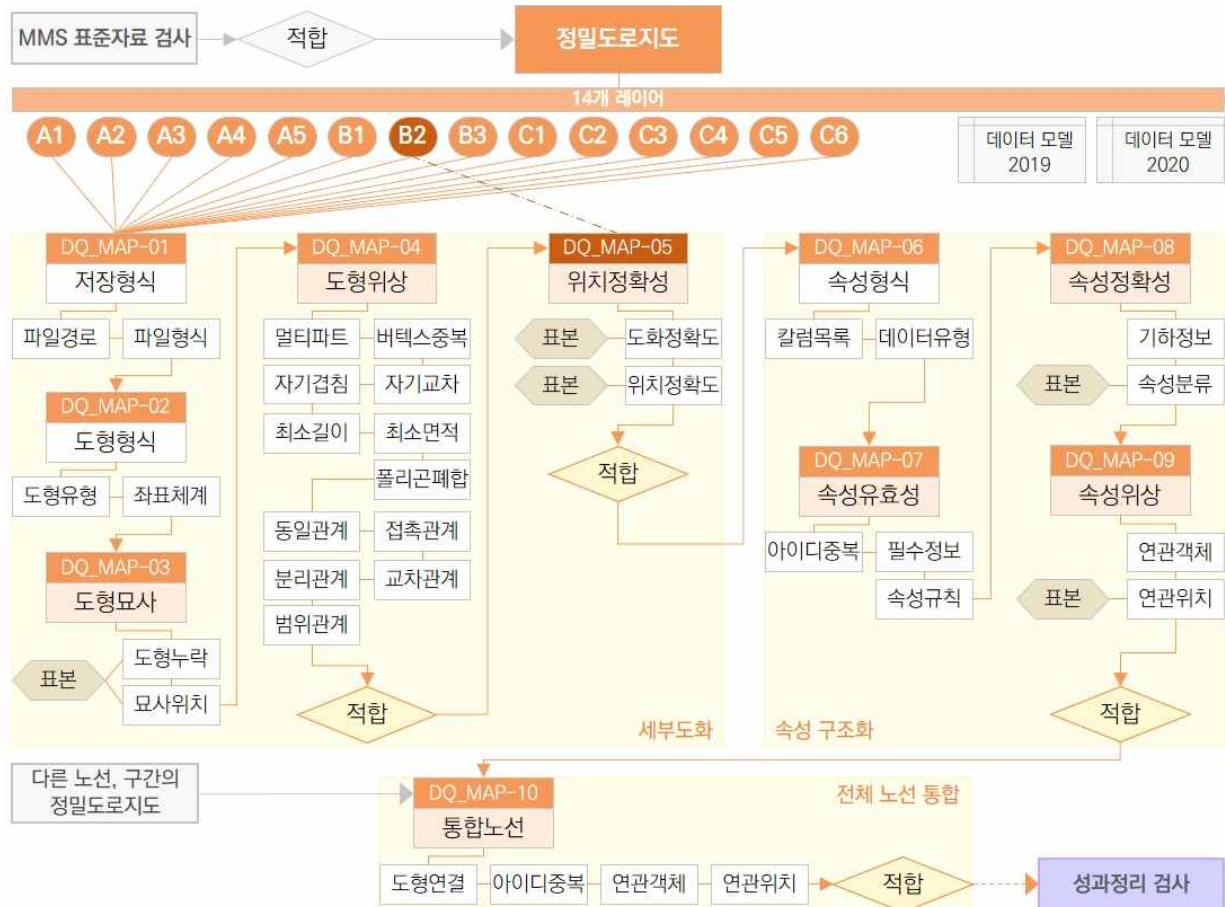 MMS 표준자료 검사
적합
정밀도로지도
14개 레이어
A1
A2
A3
A4
A5
B1
B2
B3
C1
C2
C3
C4
C5
C6
데이터 모델
2019
데이터 모델
2020
DQ_MAP-01
저장형식
파일경로
파일형식
DQ_MAP-02
도형형식
도형유형
좌표체계
DQ_MAP-03
도형묘사
표본
도형누락
묘사위치
DQ_MAP-04
도형위상
멀티파트
버텍스중복
자기겹침
자기교차
최소길이
최소면적
폴리곤폐합
동일관계
접촉관계
분리관계
교차관계
범위관계
적합
DQ_MAP-05
위치정확성
표본
도화정확도
표본
위치정확도
적합
세부도화
DQ_MAP-06
속성형식
칼럼목록
데이터유형
DQ_MAP-07
속성유효성
아이디중복
필수정보
속성규칙
DQ_MAP-08
속성정확성
기하정보
표본
속성분류
DQ_MAP-09
속성위상
연관객체
표본
연관위치
적합
속성 구조화
다른 노선, 구간의
정밀도로지도
DQ_MAP-10
통합노선
전체 노선 통합
도형연결
아이디중복
연관객체
연관위치
적합
성과정리 검사